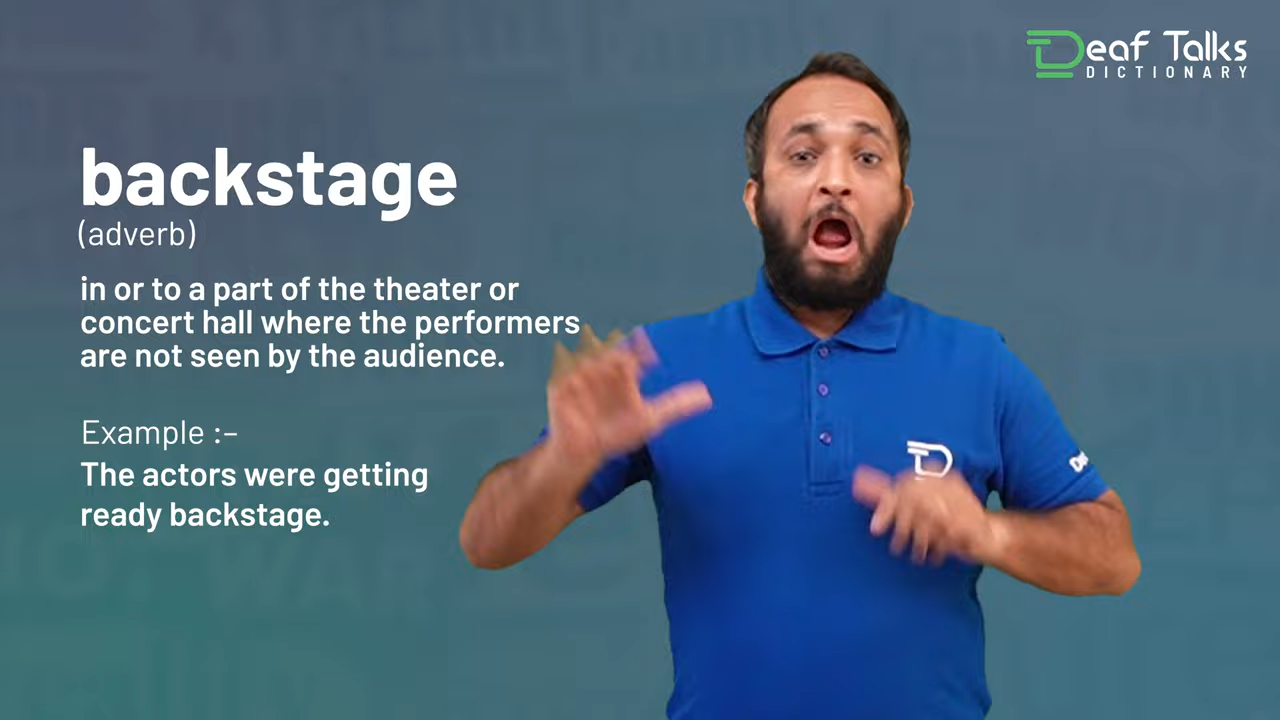 Deaf Talks
DICTIONARY
backstage
(adverb)
in or to a part of the theater or
concert hall where the performers
are not seen by the audience.
Example :–
The actors were getting
ready backstage.